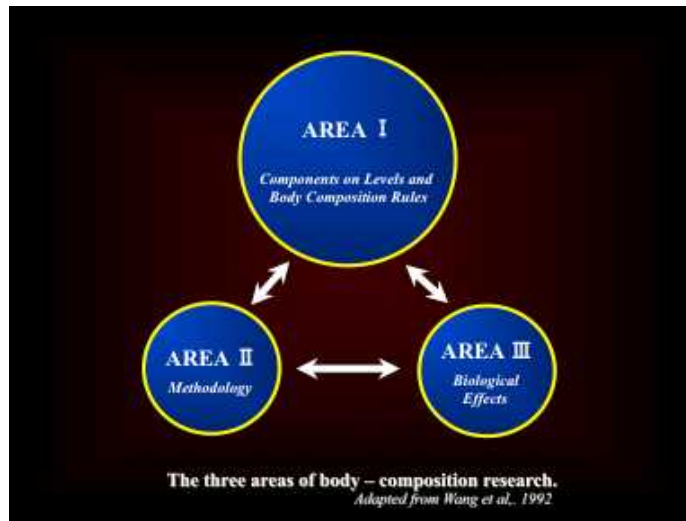 AREA Ⅰ
Components on Levels and
Body Composition Rules
AREA Ⅱ
Methodology
AREA Ⅲ
Biological
Effects
The three areas of body – composition research.
Adapted from Wang et al,. 1992